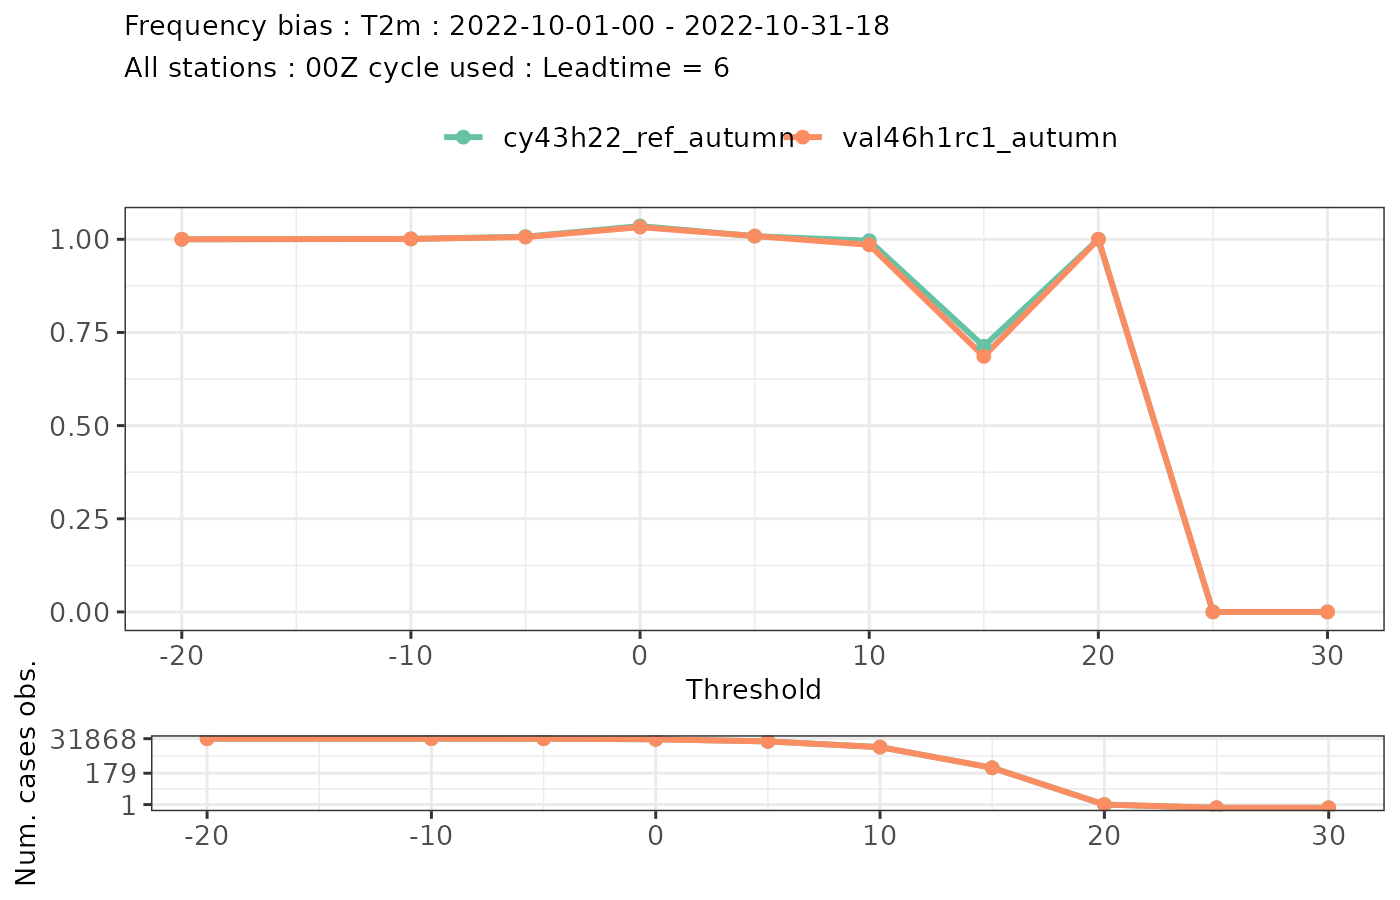 Frequency bias : T2m : 2022-10-01-00 - 2022-10-31-18
All stations : 00Z cycle used : Leadtime = 6
cy43h22_ref_autumn val46h1rc1_autumn
1.00
0.75
0.50
0.25
0.00
-20 -10 0 10 20 30
Threshold
Num. cases obs.
31868
179
1
-20 -10 0 10 20 30